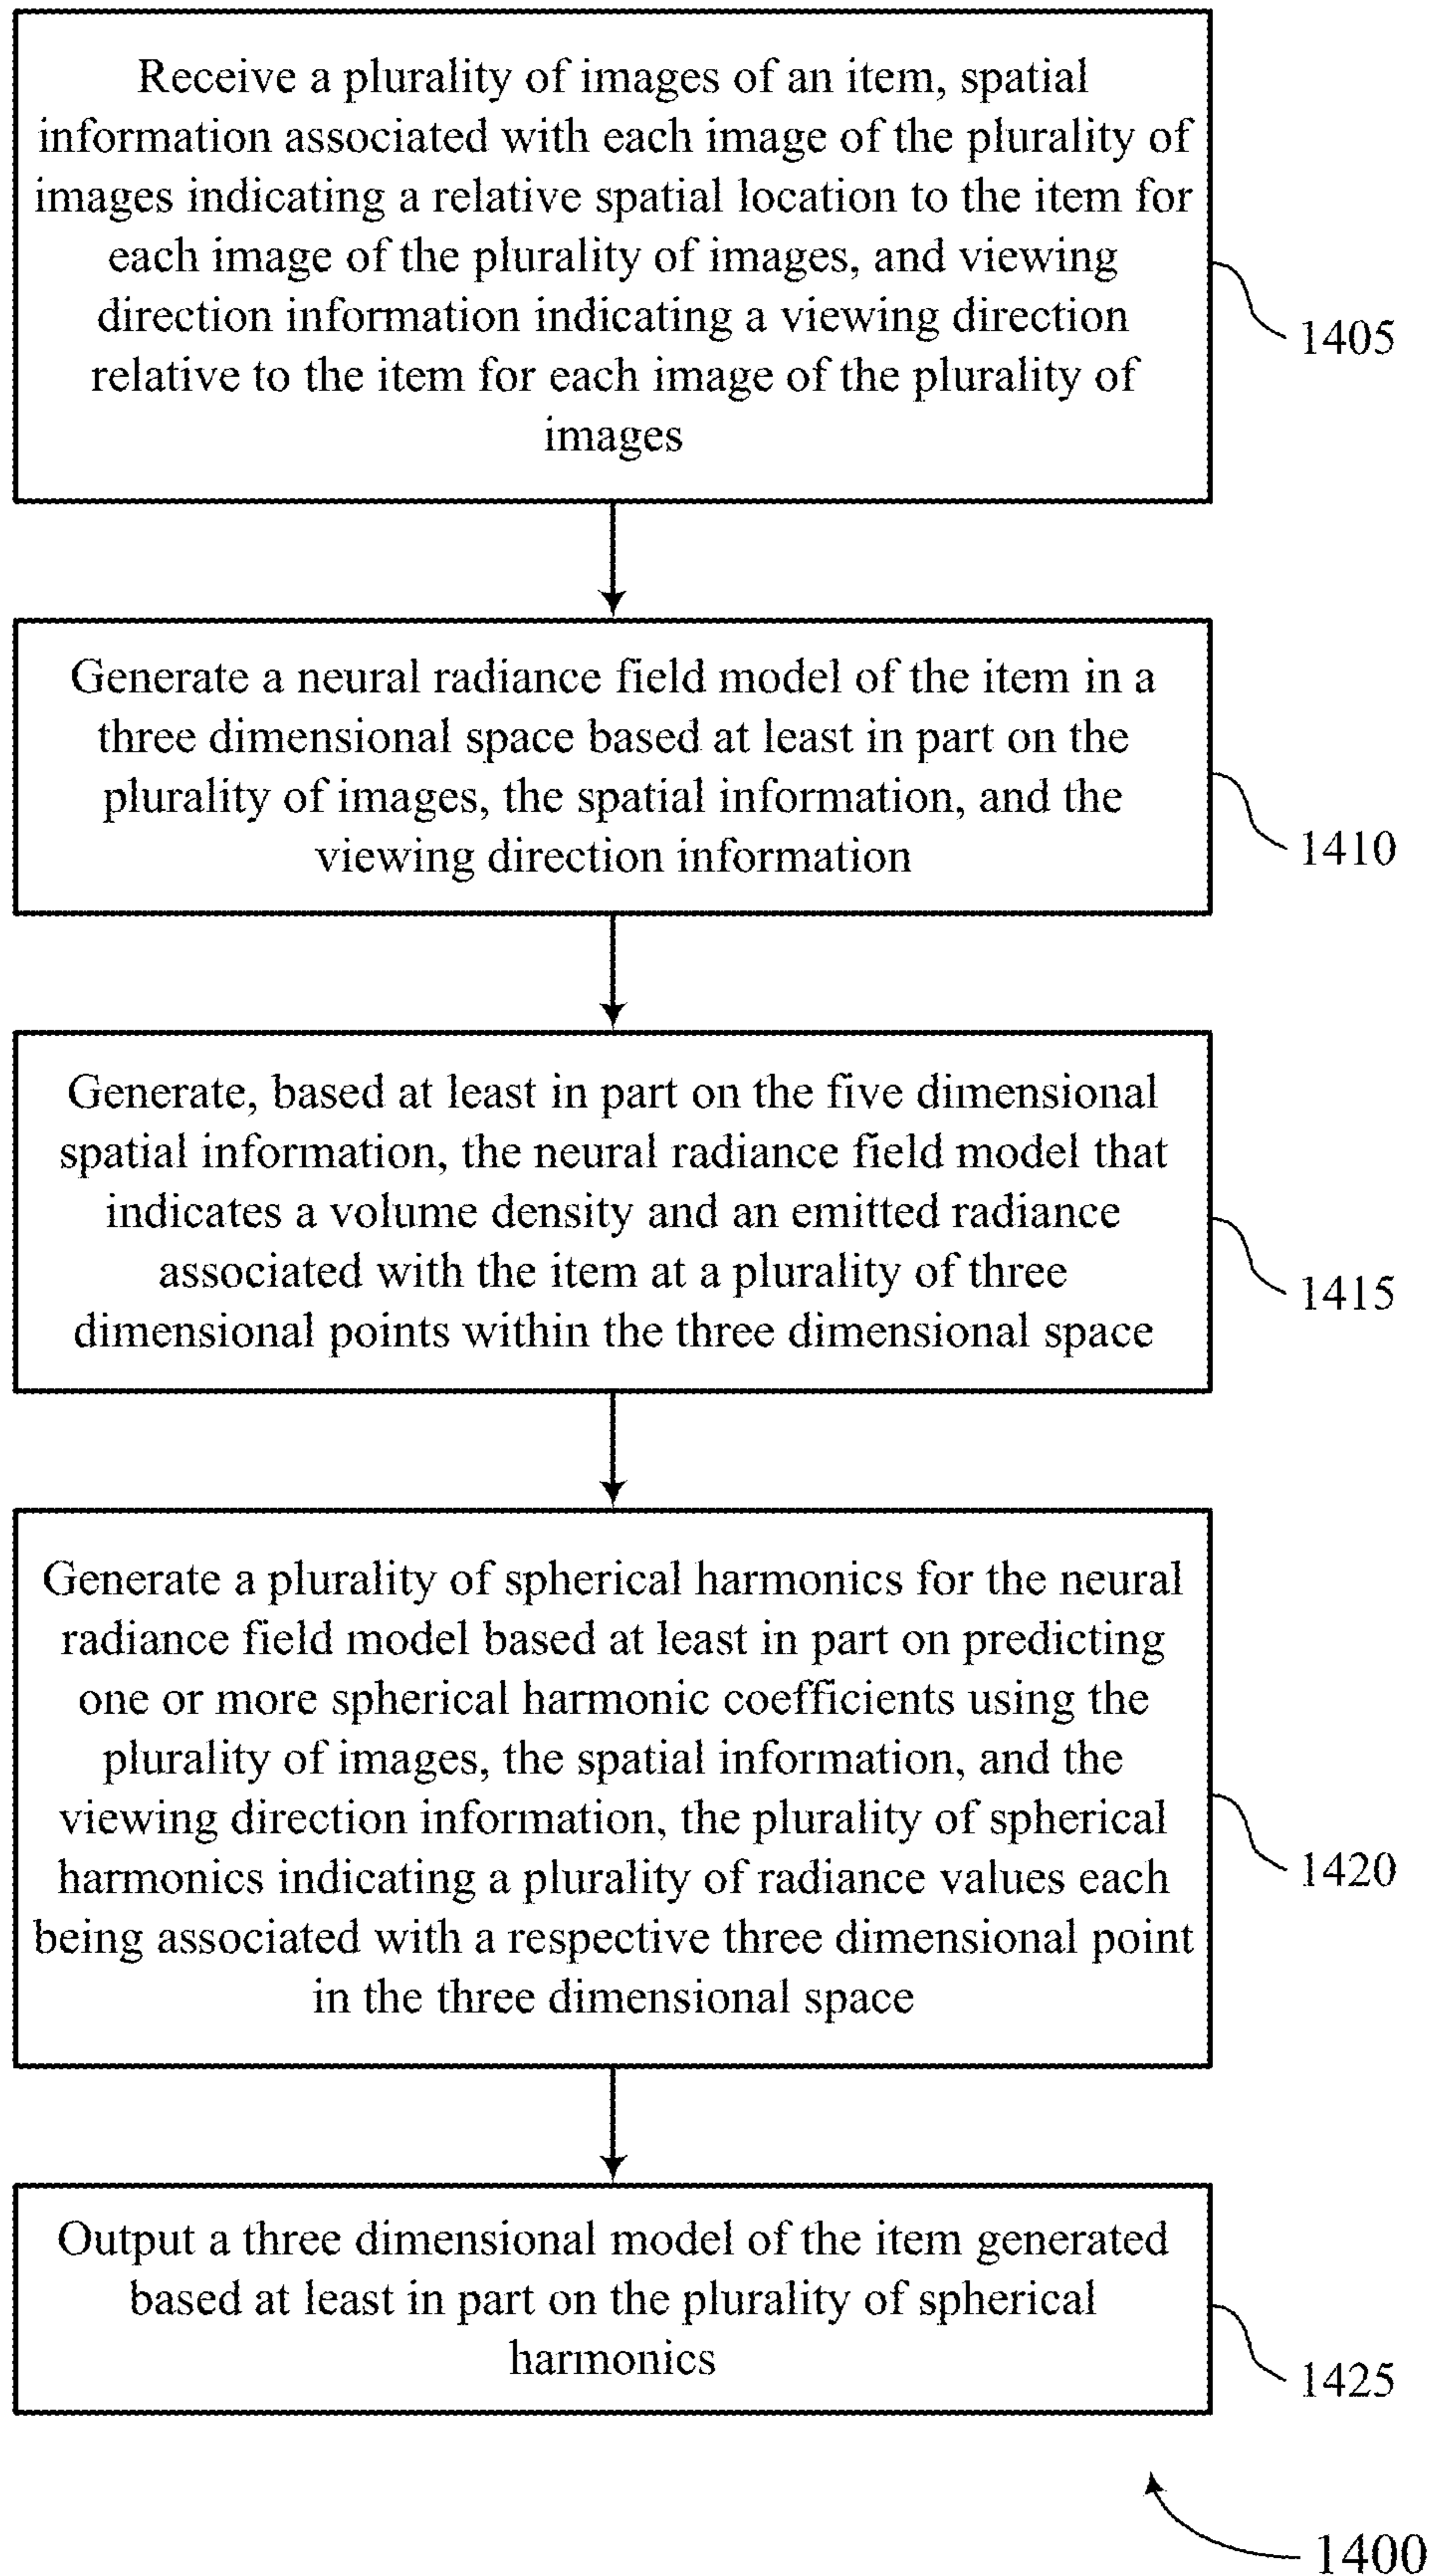 Receive a plurality of images of an item, spatial
information associated with each image of the plurality of
images indicating a relative spatial location to the item for
each image of the plurality of images, and viewing
direction information indicating a viewing direction
relative to the item for each image of the plurality of
images
1405
Generate a neural radiance field model of the item in a
three dimensional space based at least in part on the
plurality of images, the spatial information, and the
viewing direction information
1410
Generate, based at least in part on the five dimensional
spatial information, the neural radiance field model that
indicates a volume density and an emitted radiance
associated with the item at a plurality of three
dimensional points within the three dimensional space
1415
Generate a plurality of spherical harmonics for the neural
radiance field model based at least in part on predicting
one or more spherical harmonic coefficients using the
plurality of images, the spatial information, and the
viewing direction information, the plurality of spherical
harmonics indicating a plurality of radiance values each
being associated with a respective three dimensional point
in the three dimensional space
1420
Output a three dimensional model of the item generated
based at least in part on the plurality of spherical
harmonics
1425
1400